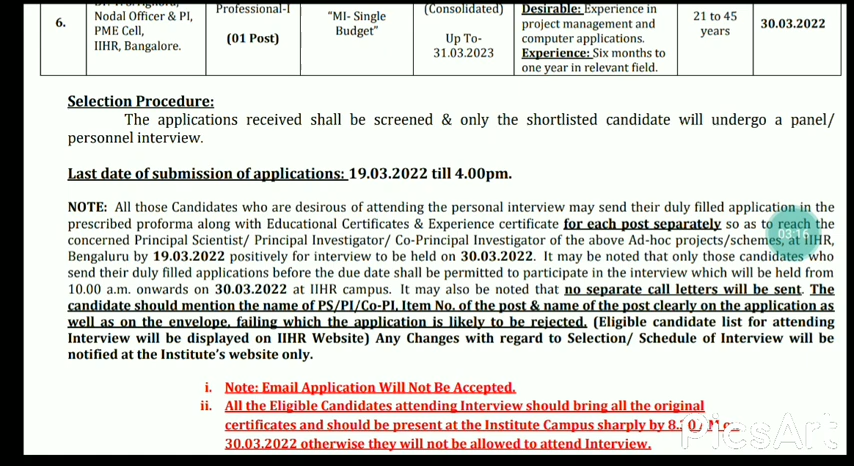 6.
Nodal Officer & PI,
PME Cell,
IIHR, Bangalore.
Professional-I
(01 Post)
"MI- Single
Budget"
(Consolidated)
Up To-
31.03.2023
Desirable: Experience in
project management and
computer applications.
Experience: Six months to
one year in relevant field.
21 to 45
years
30.03.2022
Selection Procedure:
The applications received shall be screened & only the shortlisted candidate will undergo a panel/
personnel interview.
Last date of submission of applications: 19.03.2022 till 4.00pm.
NOTE: All those Candidates who are desirous of attending the personal interview may send their duly filled application in the
prescribed proforma along with Educational Certificates & Experience certificate for each post separately so as to reach the
concerned Principal Scientist/ Principal Investigator/ Co-Principal Investigator of the above Ad-hoc projects/schemes, at IIHR,
Bengaluru by 19.03.2022 positively for interview to be held on 30.03.2022. It may be noted that only those candidates who
send their duly filled applications before the due date shall be permitted to participate in the interview which will be held from
10.00 a.m. onwards on 30.03.2022 at IIHR campus. It may also be noted that no separate call letters will be sent. The
candidate should mention the name of PS/PI/Co-PI, Item No. of the post & name of the post clearly on the application as
well as on the envelope, failing which the application is likely to be rejected. (Eligible candidate list for attending
Interview will be displayed on IIHR Website) Any Changes with regard to Selection/ Schedule of Interview will be
notified at the Institute's website only.
03:15
i. Note: Email Application Will Not Be Accepted.
ii. All the Eligible Candidates attending Interview should bring all the original
certificates and should be present at the Institute Campus sharply by
30.03.2022 otherwise they will not be allowed to attend Interview.
PicsArt